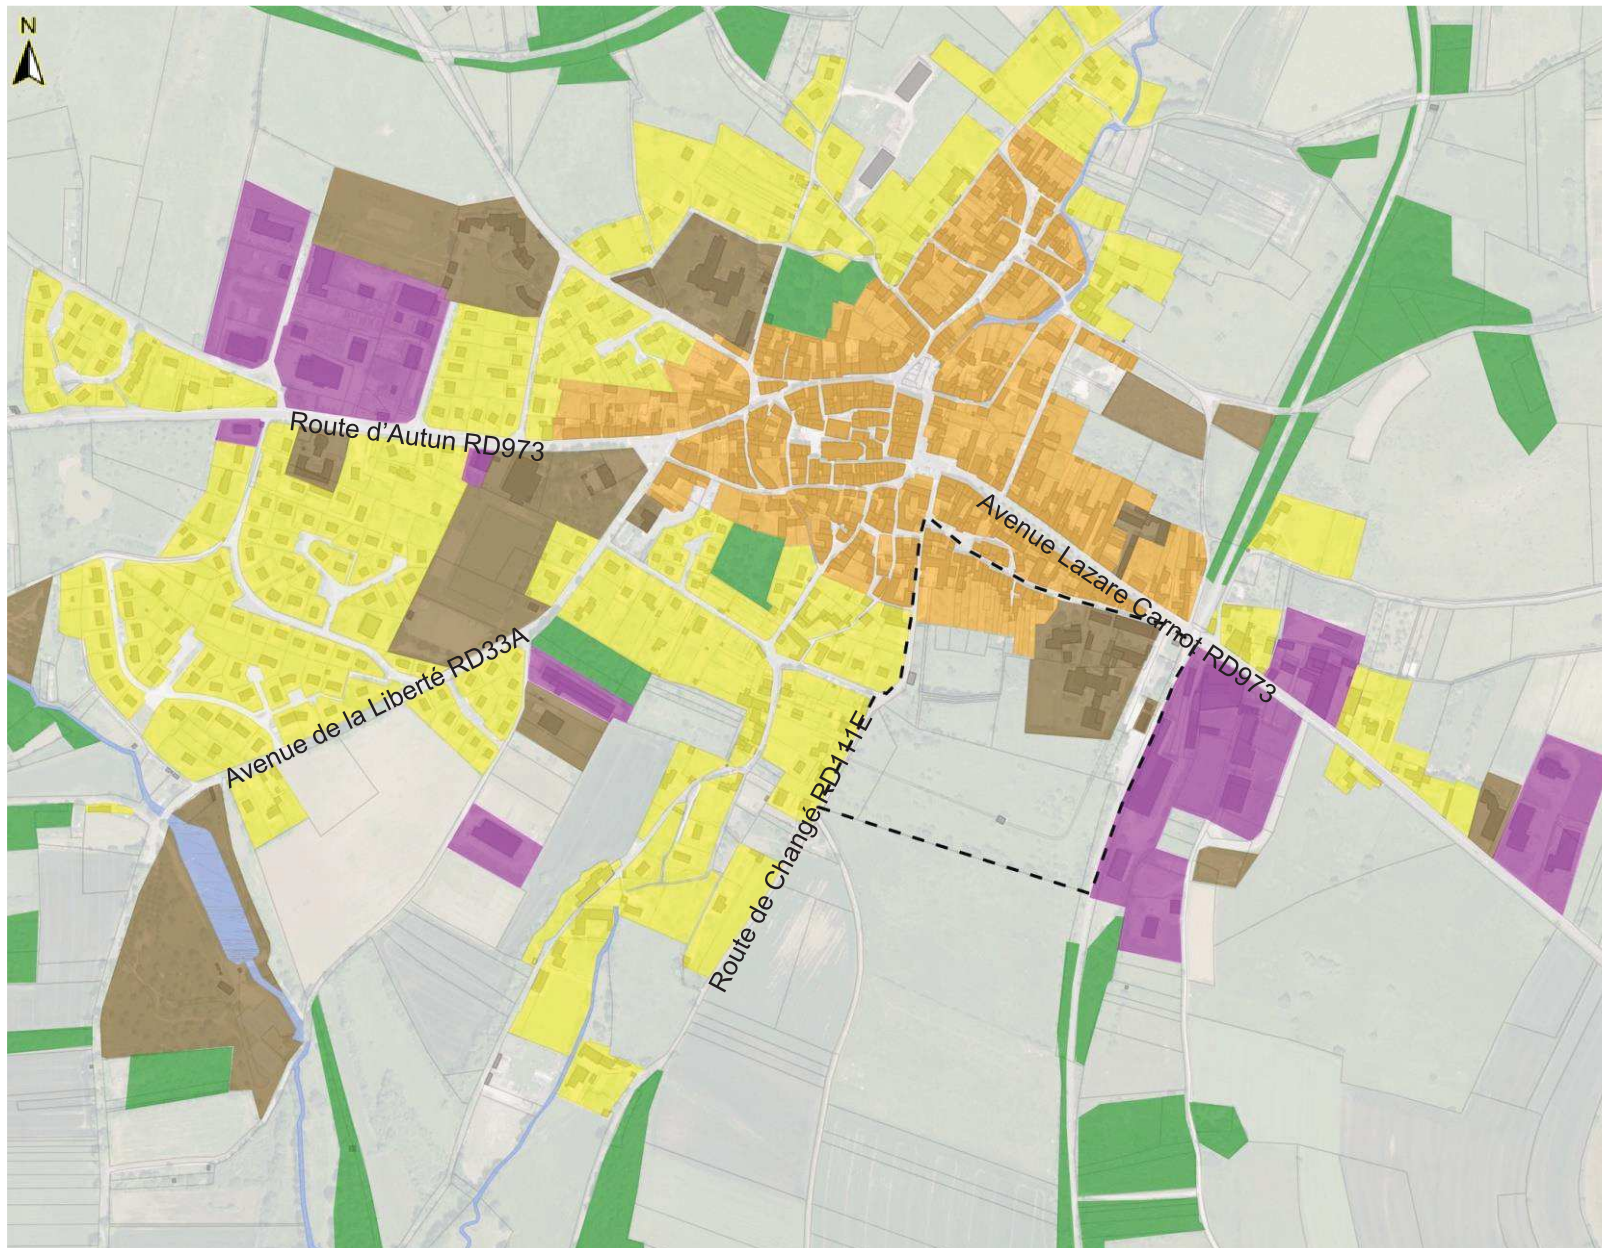 N
Route d'Autun RD973
Avenue Lazare Carnot RD973
Avenue de la Liberté RD33A
Route de Changé RD111E